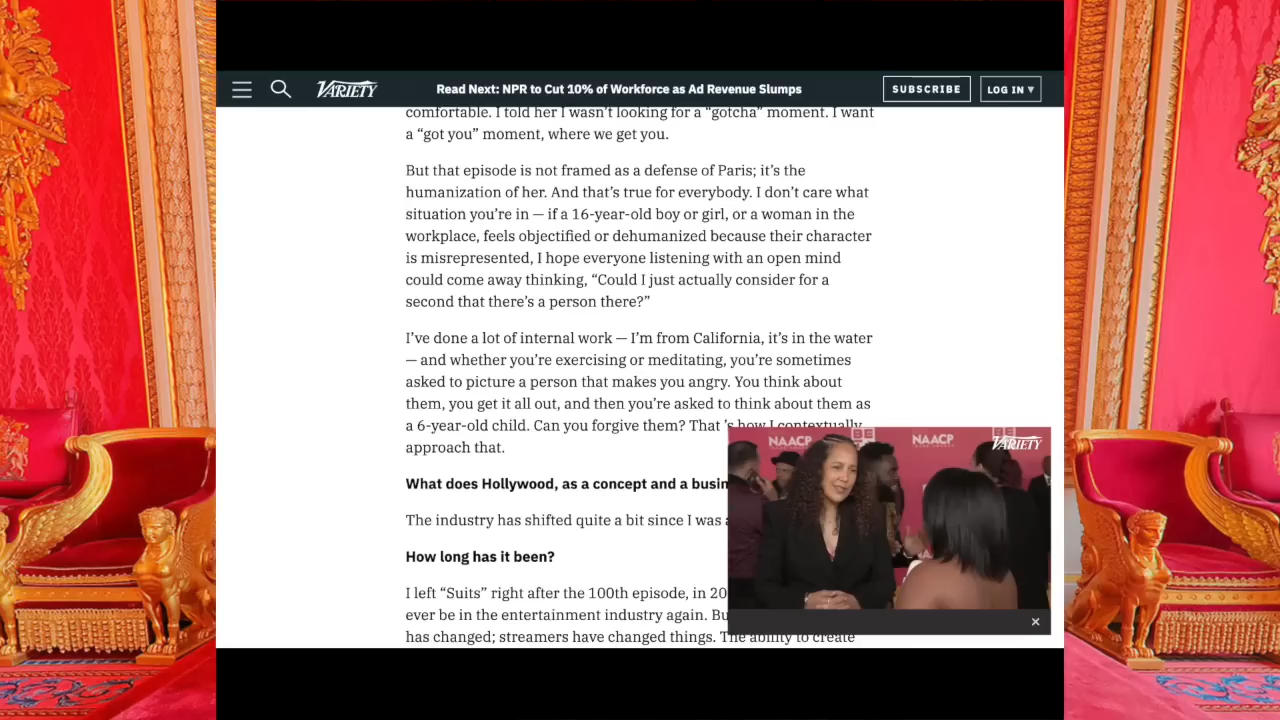 VARIETY
Read Next: NPR to Cut 10% of Workforce as Ad Revenue Slumps
SUBSCRIBE
LOG IN ▾
comfortable. I told her I wasn’t looking for a “gotcha” moment. I want
a “got you” moment, where we get you.
But that episode is not framed as a defense of Paris; it’s the
humanization of her. And that’s true for everybody. I don’t care what
situation you’re in — if a 16-year-old boy or girl, or a woman in the
workplace, feels objectified or dehumanized because their character
is misrepresented, I hope everyone listening with an open mind
could come away thinking, “Could I just actually consider for a
second that there’s a person there?”
I’ve done a lot of internal work — I’m from California, it’s in the water
— and whether you’re exercising or meditating, you’re sometimes
asked to picture a person that makes you angry. You think about
them, you get it all out, and then you’re asked to think about them as
a 6-year-old child. Can you forgive them? That’s how I contextually
approach that.
NAACP
NAACP
VARIETY
What does Hollywood, as a concept and a
The industry has shifted quite a bit since I was
How long has it been?
I left “Suits” right after the 100th episode, in
ever be in the entertainment industry again.
has changed; streamers have changed things. The ability to create